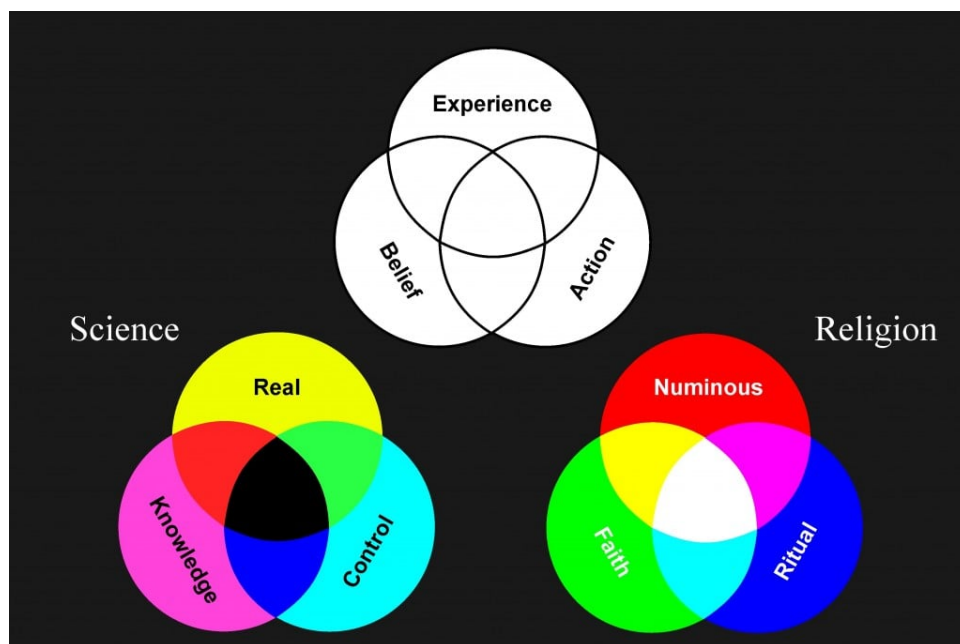 Experience
Belief
Action
Science
Religion
Real
Knowledge
Control
Numinous
Faith
Ritual